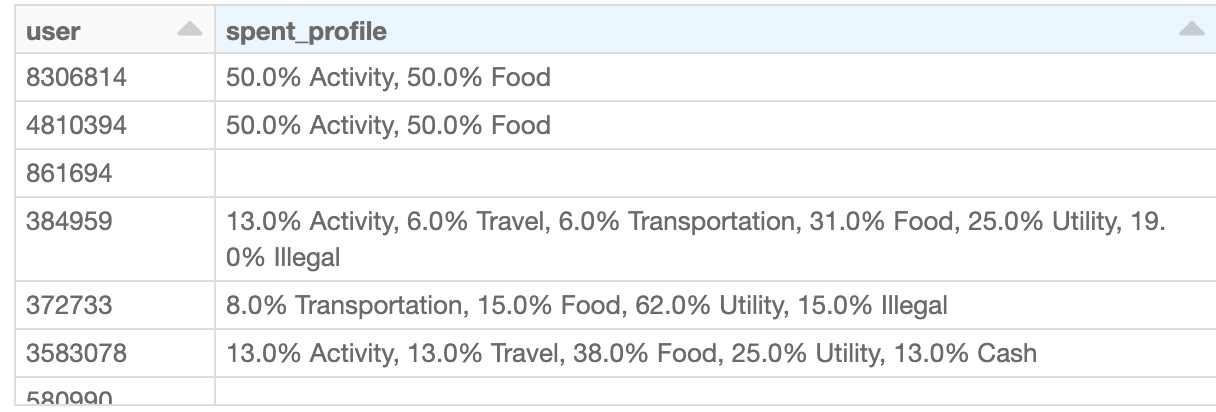 user spent_profile
8306814 50.0% Activity, 50.0% Food
4810394 50.0% Activity, 50.0% Food
861694
384959 13.0% Activity, 6.0% Travel, 6.0% Transportation, 31.0% Food, 25.0% Utility, 19.
0% Illegal
372733 8.0% Transportation, 15.0% Food, 62.0% Utility, 15.0% Illegal
3583078 13.0% Activity, 13.0% Travel, 38.0% Food, 25.0% Utility, 13.0% Cash
580990